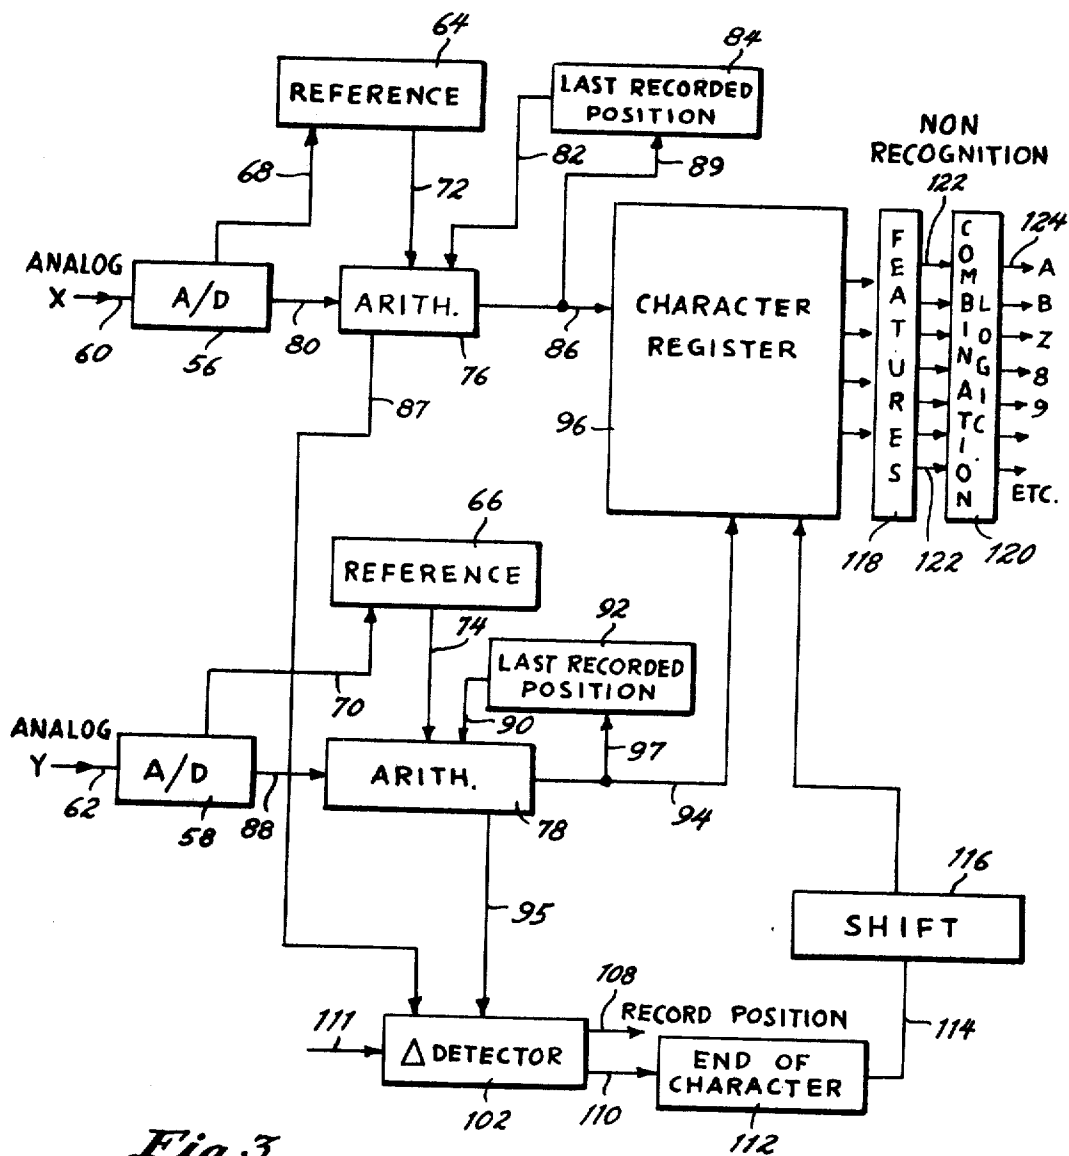 64
REFERENCE
84
LAST RECORDED
POSITION
68
72
82
89
NON
RECOGNITION
122
124
ANALOG
X
60
A/D
56
80
ARITH.
76
86
87
CHARACTER
REGISTER
96
FEATURES
118
122
COMBINATION
LOGIC.
120
A
B
Z
8
9
ETC.
66
REFERENCE
74
92
LAST RECORDED
POSITION
70
90
97
ANALOG
Y
62
A/D
58
88
ARITH.
78
94
95
116
SHIFT
114
111
Δ DETECTOR
102
108
RECORD POSITION
110
END OF
CHARACTER
112
Fig. 3